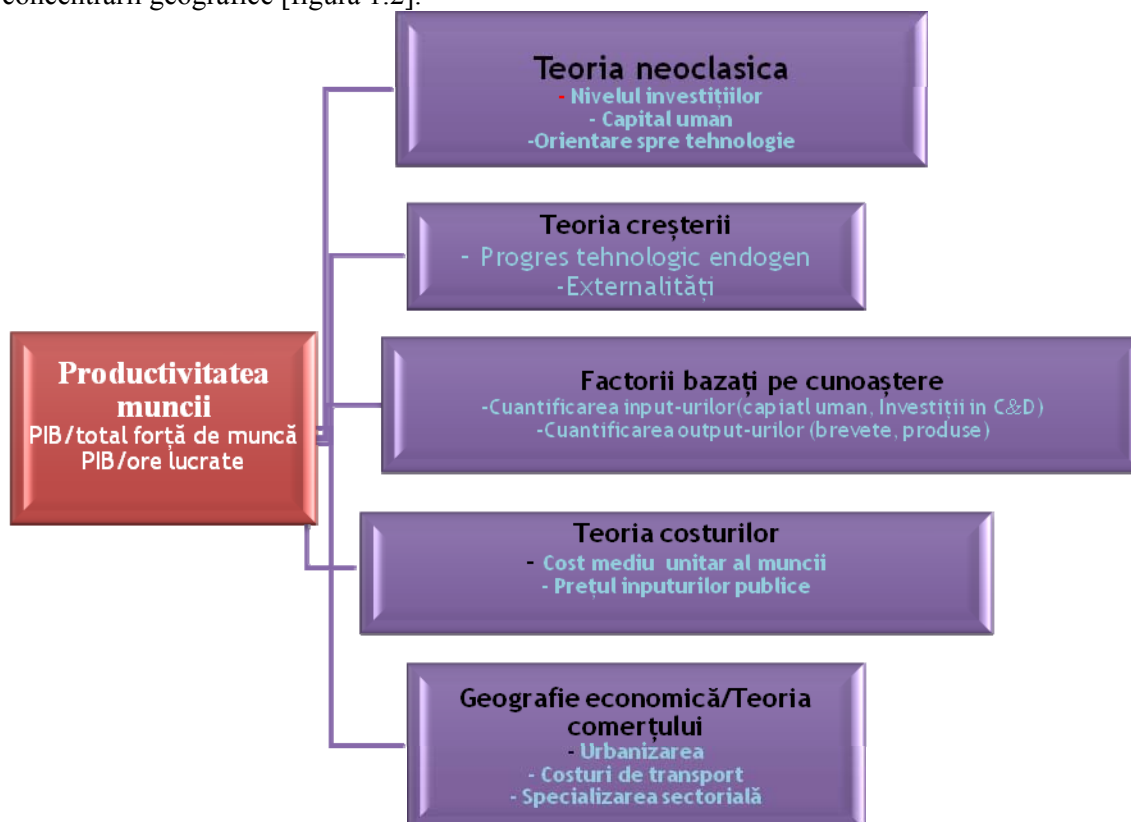 concentrării geografice [figura 1.2].
Teoria neoclasica
- Nivelul investițiilor
- Capital uman
-Orientare spre tehnologie
Teoria creșterii
- Progres tehnologic endogen
-Externalități
Productivitatea
muncii
PIB/total forță de muncă
PIB/ore lucrate
Factorii bazați pe cunoaștere
-Cuantificarea input-urilor(capiatl uman, Investiții in C&D)
-Cuantificarea output-urilor (brevete, produse)
Teoria costurilor
- Cost mediu unitar al muncii
- Prețul inputurilor publice
Geografie economică/Teoria
comerțului
- Urbanizarea
- Costuri de transport
- Specializarea sectorială